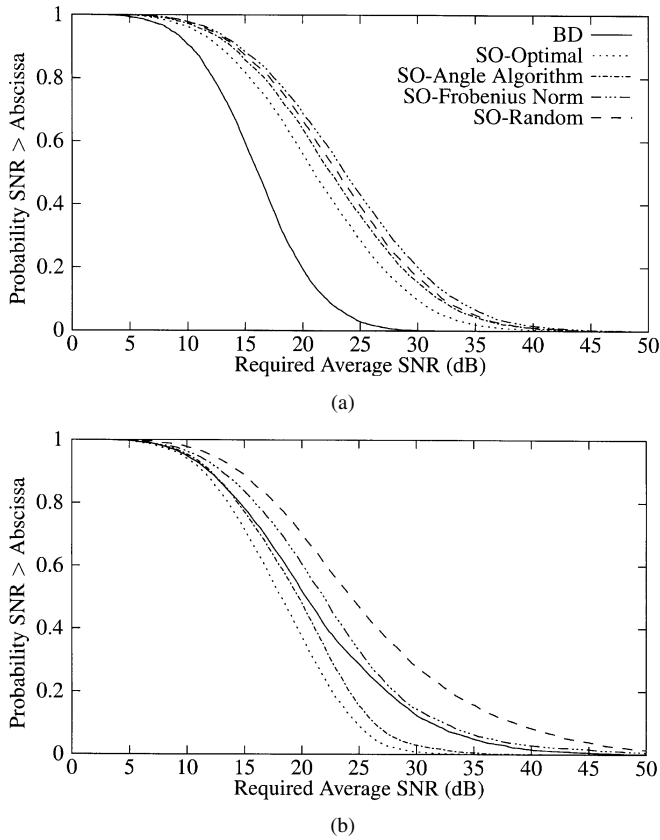 1
0.8
0.6
0.4
0.2
0
Probability SNR > Abscissa
BD
SO-Optimal
SO-Angle Algorithm
SO-Frobenius Norm
SO-Random
0 5 10 15 20 25 30 35 40 45 50
Required Average SNR (dB)
(a)
1
0.8
0.6
0.4
0.2
0
Probability SNR > Abscissa
0 5 10 15 20 25 30 35 40 45 50
Required Average SNR (dB)
(b)